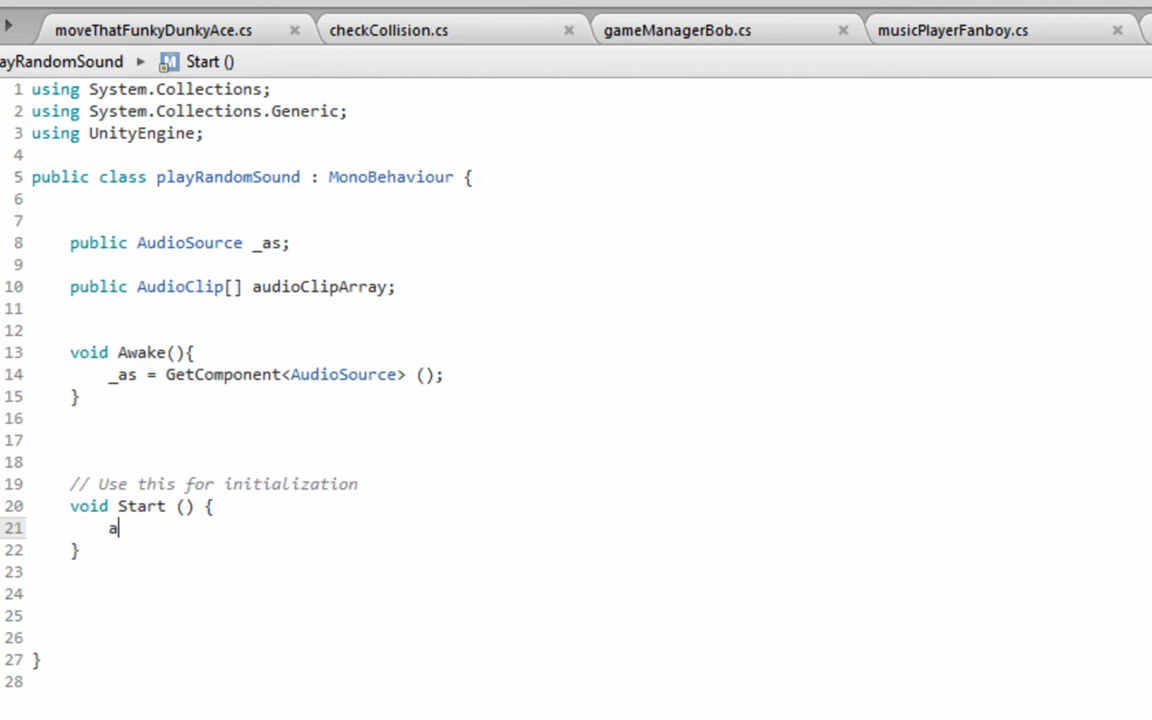 moveThatFunkyDunkyAce.cs × checkCollision.cs × gameManagerBob.cs × musicPlayerFanboy.cs ×
ayRandomSound Start ()
1 using System.Collections;
2 using System.Collections.Generic;
3 using UnityEngine;
4
5 public class playRandomSound : MonoBehaviour {
6
7
8 public AudioSource _as;
9
10 public AudioClip[] audioClipArray;
11
12
13 void Awake(){
14 _as = GetComponent<AudioSource> ();
15 }
16
17
18
19 // Use this for initialization
20 void Start () {
21 a
22 }
23
24
25
26
27 }
28